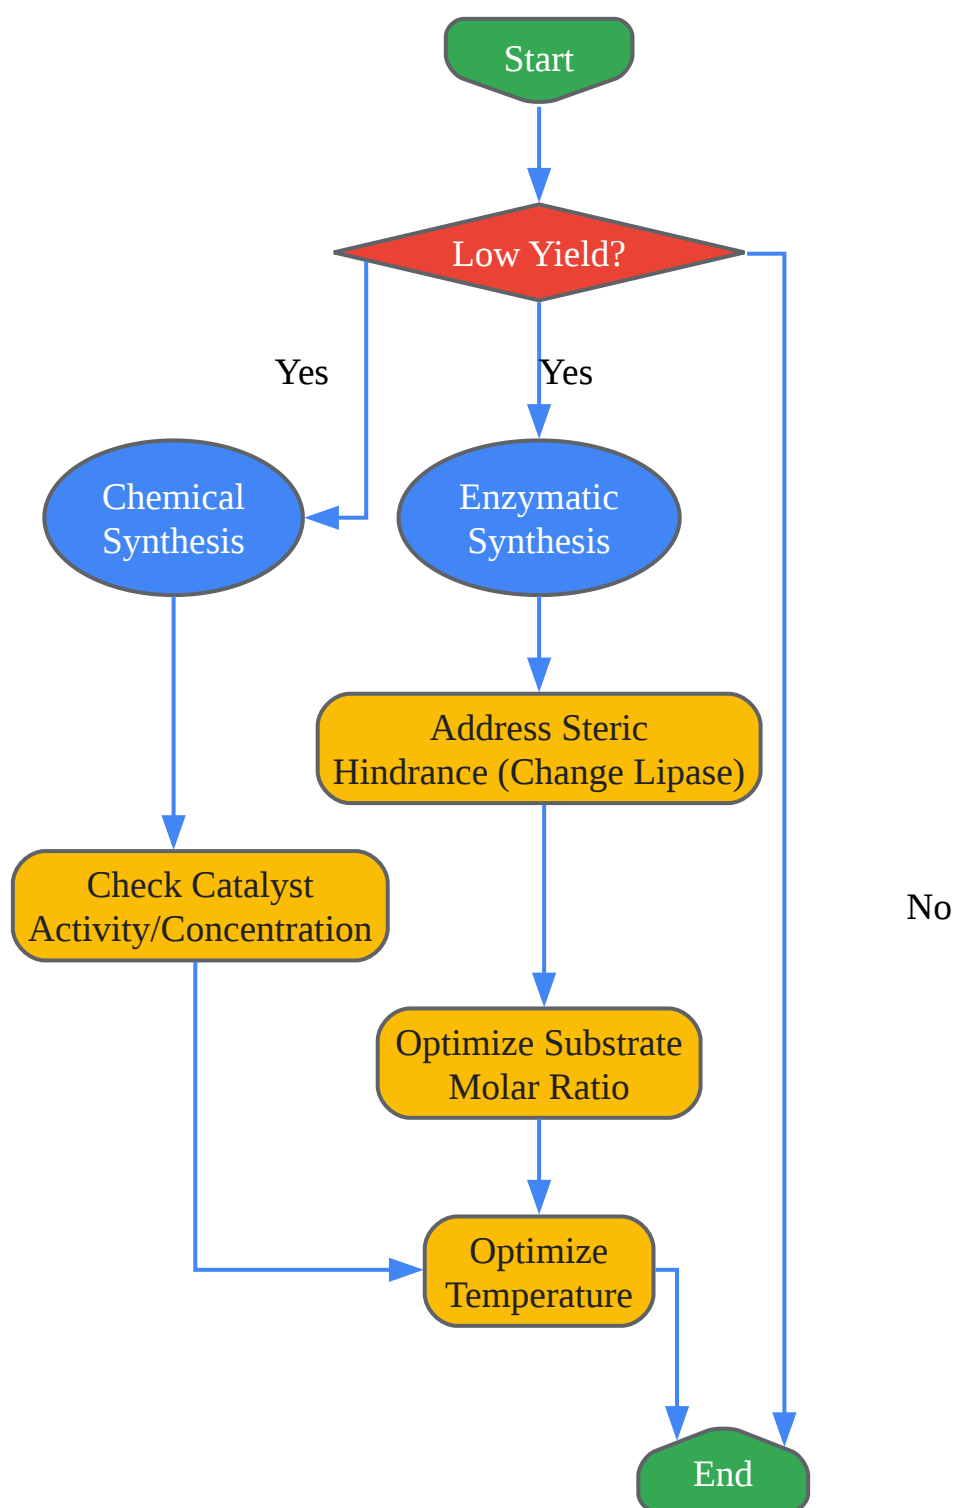 Start
Low Yield?
Yes
Yes
Chemical
Synthesis
Enzymatic
Synthesis
Address Steric
Hindrance (Change Lipase)
Check Catalyst
Activity/Concentration
No
Optimize Substrate
Molar Ratio
Optimize
Temperature
End